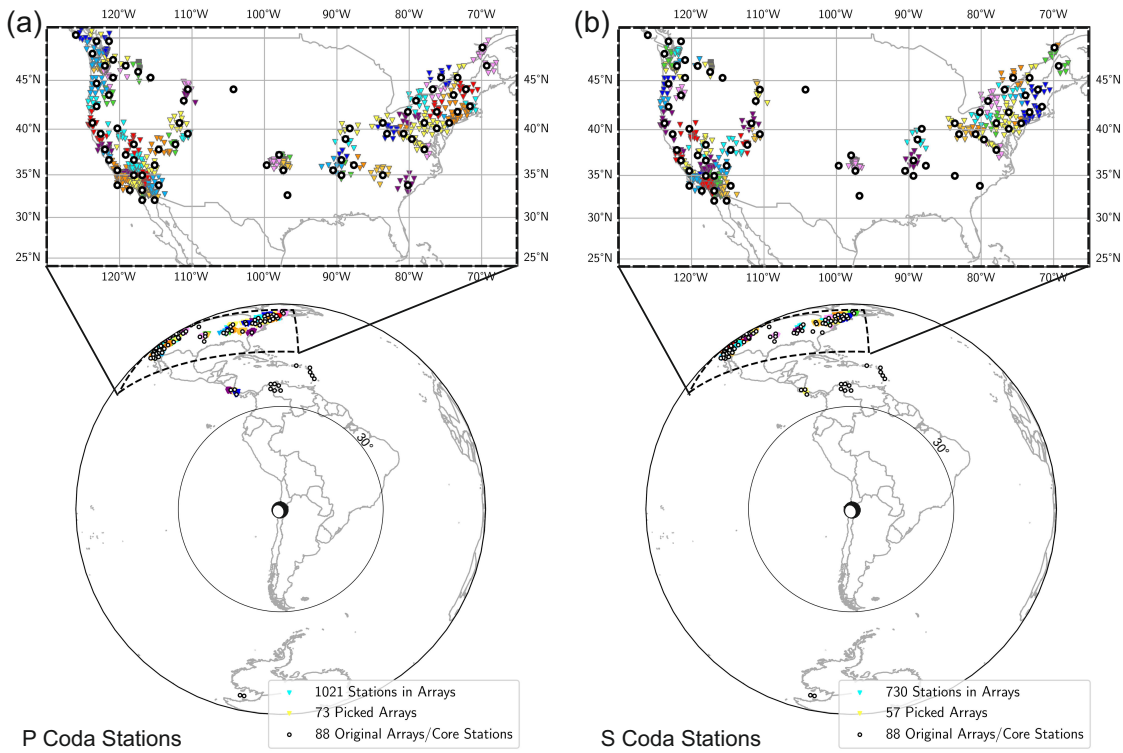 (a)
120°W 110°W 100°W 90°W 80°W 70°W
45°N 45°N
40°N 40°N
35°N 35°N
30°N 30°N
25°N 25°N
120°W 110°W 100°W 90°W 80°W 70°W
30°
1021 Stations in Arrays
73 Picked Arrays
88 Original Arrays/Core Stations
P Coda Stations
(b)
120°W 110°W 100°W 90°W 80°W 70°W
45°N 45°N
40°N 40°N
35°N 35°N
30°N 30°N
25°N 25°N
120°W 110°W 100°W 90°W 80°W 70°W
30°
730 Stations in Arrays
57 Picked Arrays
88 Original Arrays/Core Stations
S Coda Stations